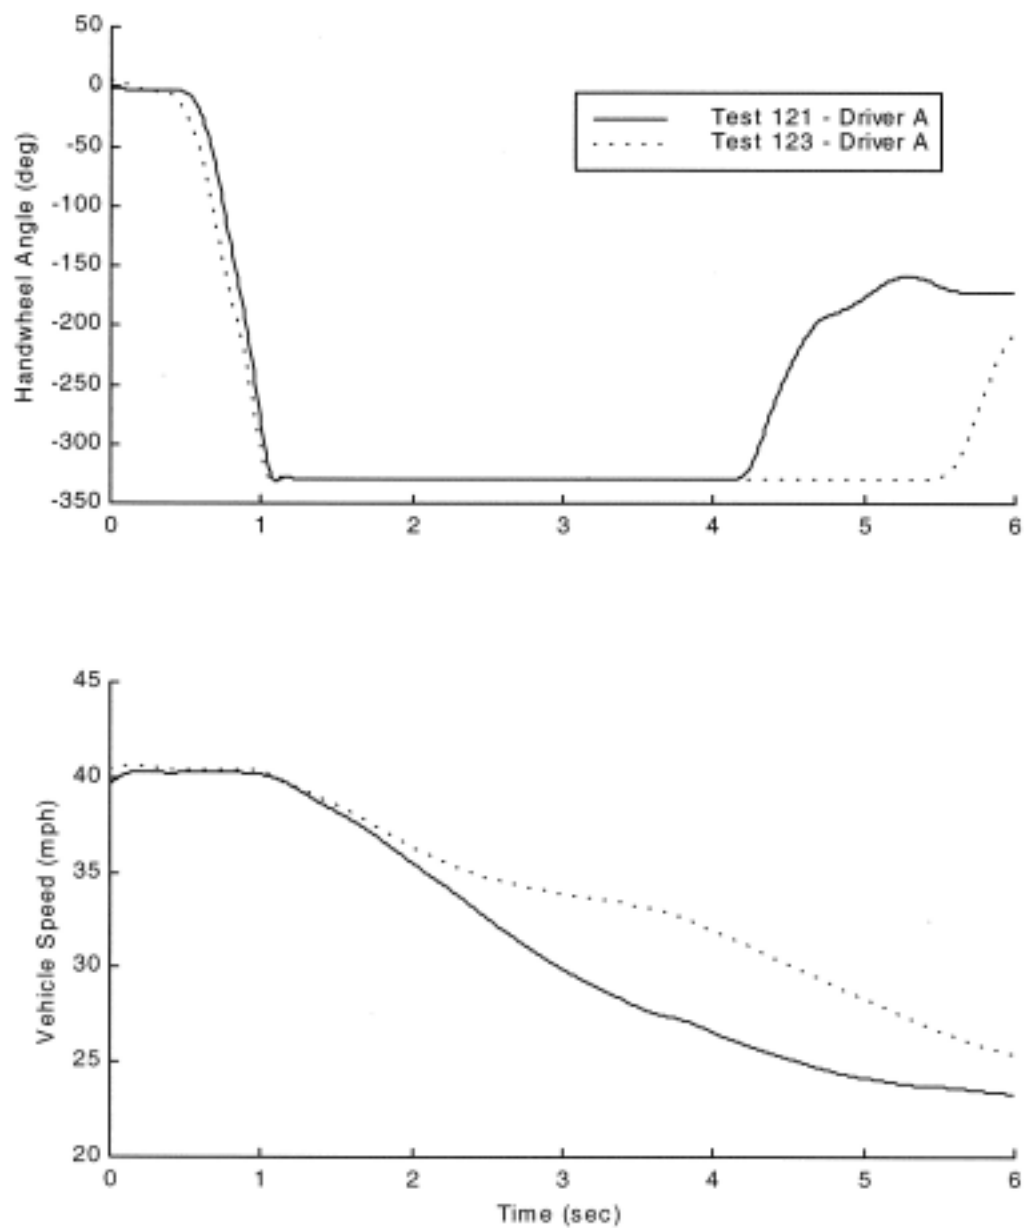 50
0
-50
-100
-150
-200
-250
-300
-350
Handwheel Angle (deg)
Test 121 - Driver A
Test 123 - Driver A
0 1 2 3 4 5 6
45
40
35
30
25
20
Vehicle Speed (mph)
0 1 2 3 4 5 6
Time (sec)